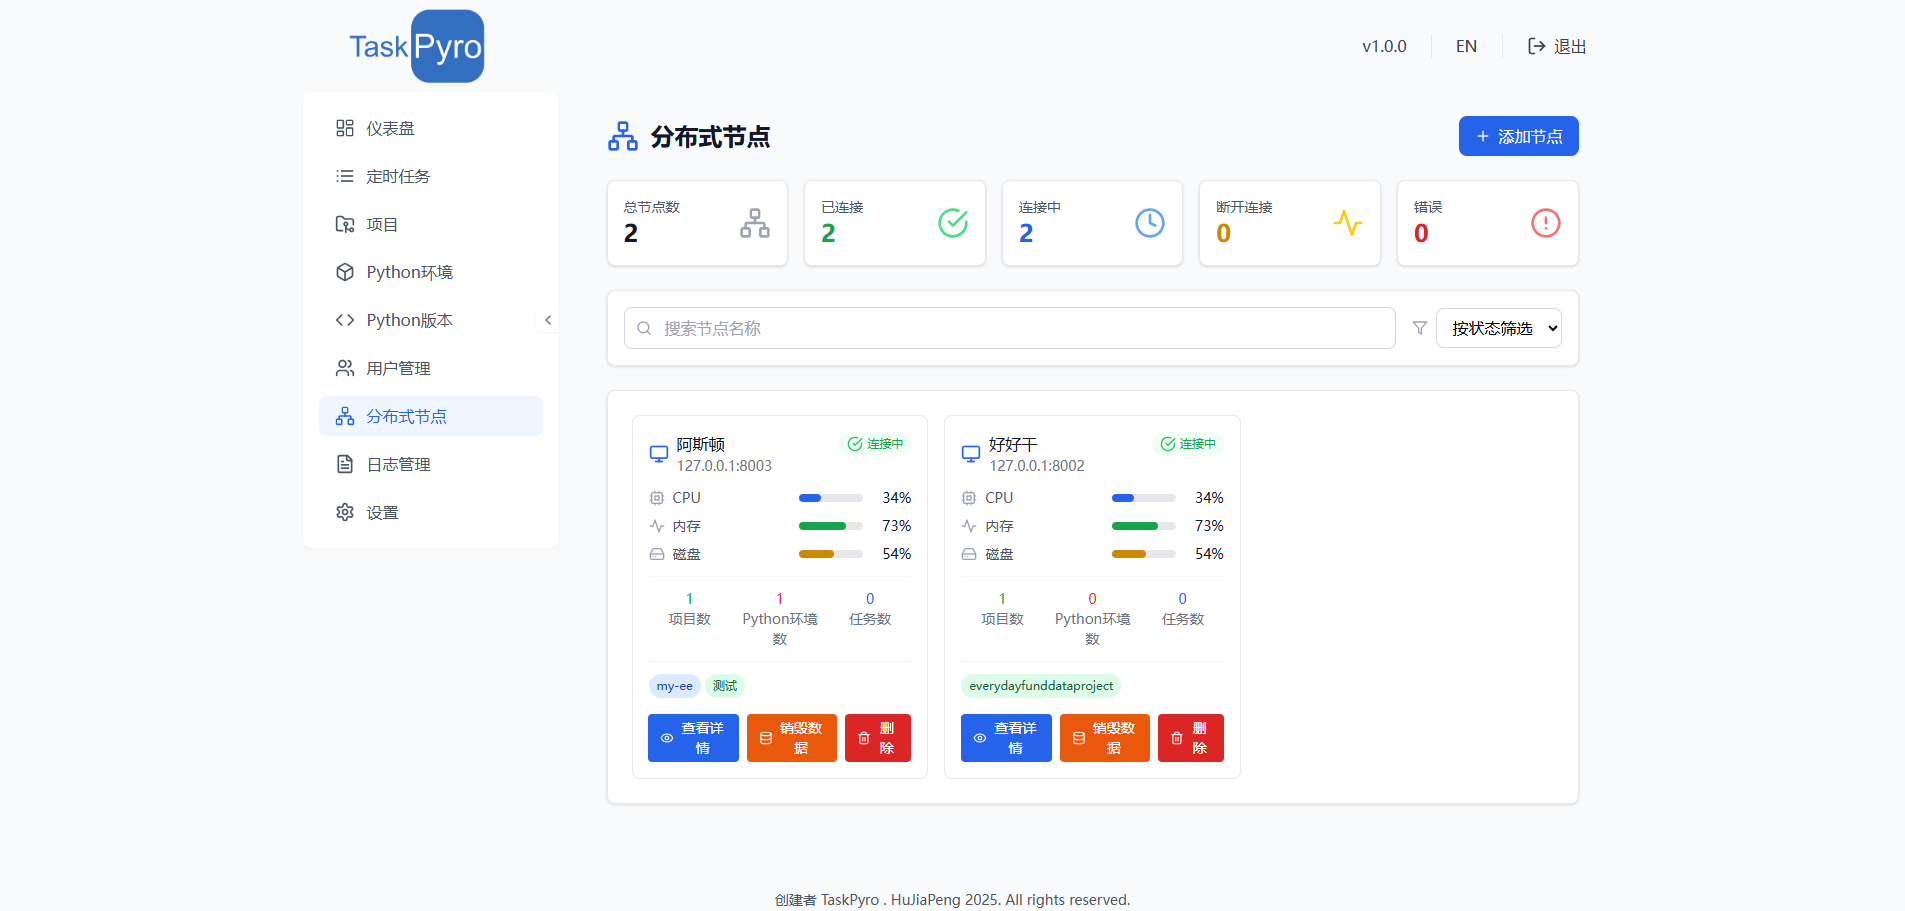 TaskPyro
v1.0.0
EN
退出
仪表盘
定时任务
项目
Python环境
Python版本
用户管理
分布式节点
日志管理
设置
分布式节点
添加节点
总节点数
2
已连接
2
连接中
2
断开连接
0
错误
0
搜索节点名称
按状态筛选
阿斯顿
127.0.0.1:8003
连接中
CPU 34%
内存 73%
磁盘 54%
1
项目数
1
Python环境
数
0
任务数
my-ee 测试
查看详
情
销毁数
据
删
除
好好干
127.0.0.1:8002
连接中
CPU 34%
内存 73%
磁盘 54%
1
项目数
0
Python环境
数
0
任务数
everydayfunddataproject
查看详
情
销毁数
据
删
除
创建者 TaskPyro . HuJiaPeng 2025. All rights reserved.